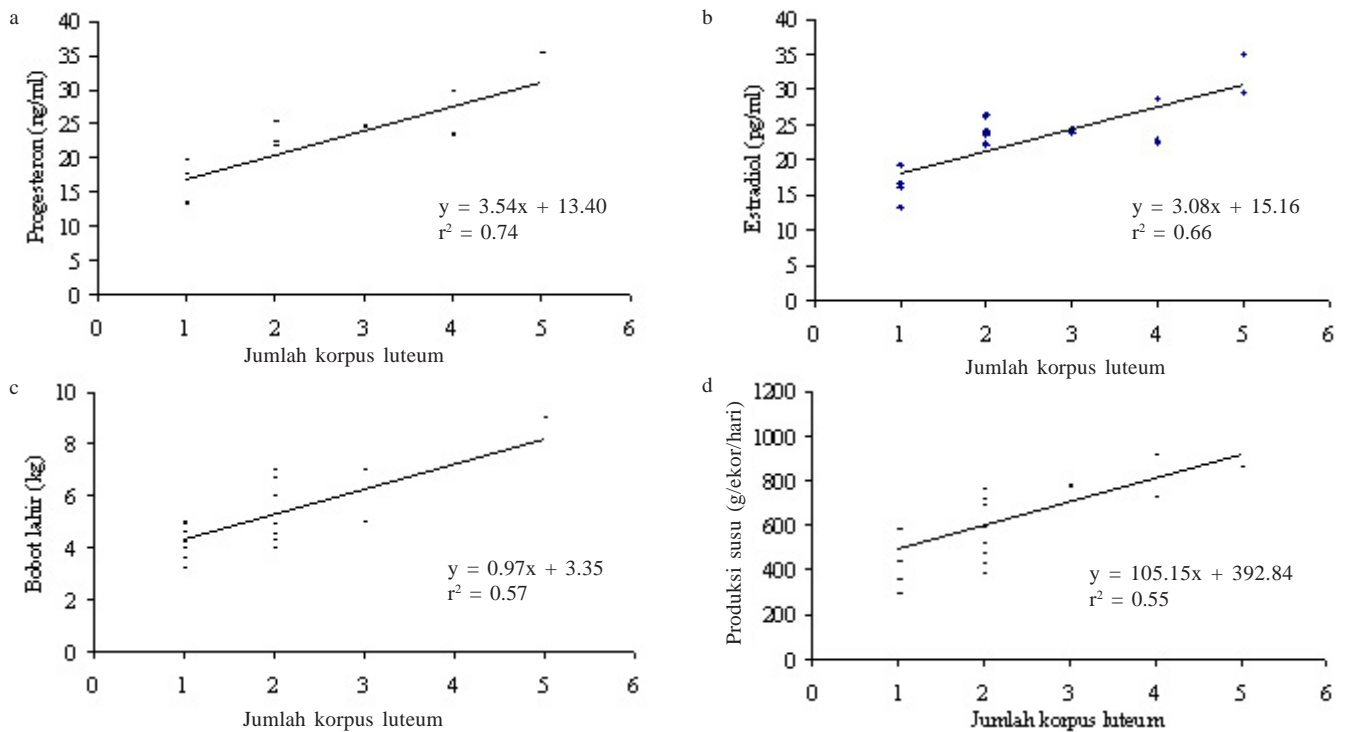 a
Progesteron (ng/ml)
40
35
30
25
20
15
10
5
0
y = 3.54x + 13.40
r² = 0.74
0 1 2 3 4 5 6
Jumlah korpus luteum
b
Estradiol (pg/ml)
40
35
30
25
20
15
10
5
0
y = 3.08x + 15.16
r² = 0.66
0 1 2 3 4 5 6
Jumlah korpus luteum
c
Bobot lahir (kg)
10
8
6
4
2
0
y = 0.97x + 3.35
r² = 0.57
0 1 2 3 4 5 6
Jumlah korpus luteum
d
Produksi susu (g/ekor/hari)
1200
1000
800
600
400
200
0
y = 105.15x + 392.84
r² = 0.55
0 1 2 3 4 5 6
Jumlah korpus luteum